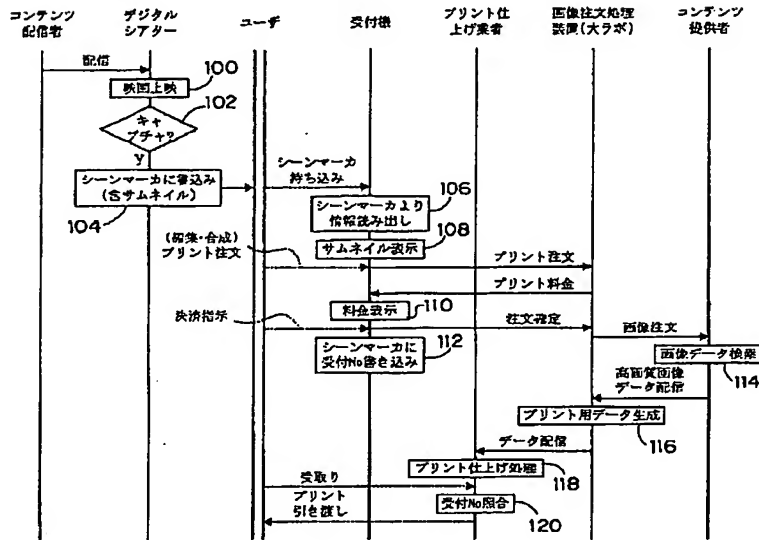 コンテンツ
配信者
デジタル
シアター
ユーザ
受付機
プリント仕
上げ業者
画像注文処理
装置(大ラボ)
コンテンツ
提供者
配信
映画上映
100
102
キャ
プチャ?
y
シーンマーカに書込み
(含サムネイル)
104
シーンマーカ
持ち込み
シーンマーカより
情報読み出し
106
サムネイル表示
108
(編集・合成)
プリント注文
プリント注文
プリント料金
料金表示
110
決済指示
注文確定
画像注文
シーンマーカに
受付No書き込み
112
画像データ検索
114
高画質画像
データ配信
プリント用データ生成
116
データ配信
プリント仕上げ処理
118
受取り
受付No照合
120
プリント
引き渡し